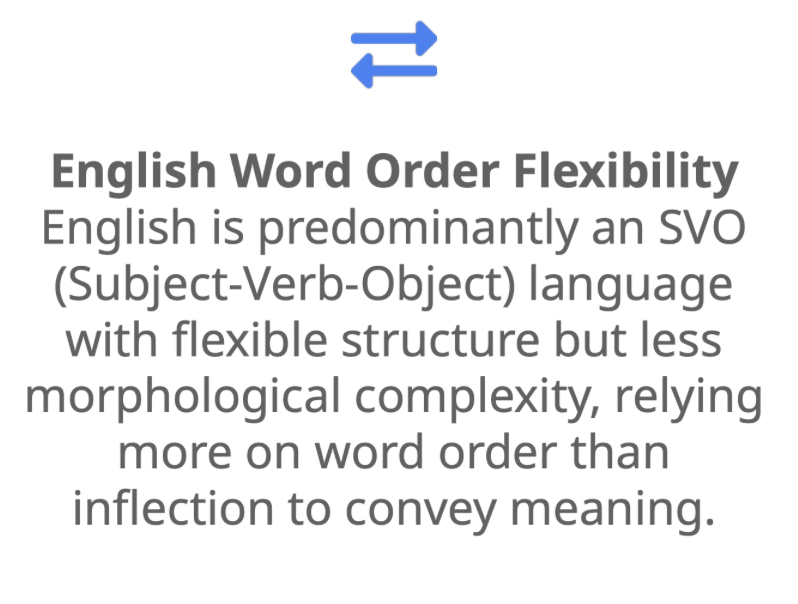 English Word Order Flexibility
English is predominantly an SVO
(Subject-Verb-Object) language
with flexible structure but less
morphological complexity, relying
more on word order than
inflection to convey meaning.